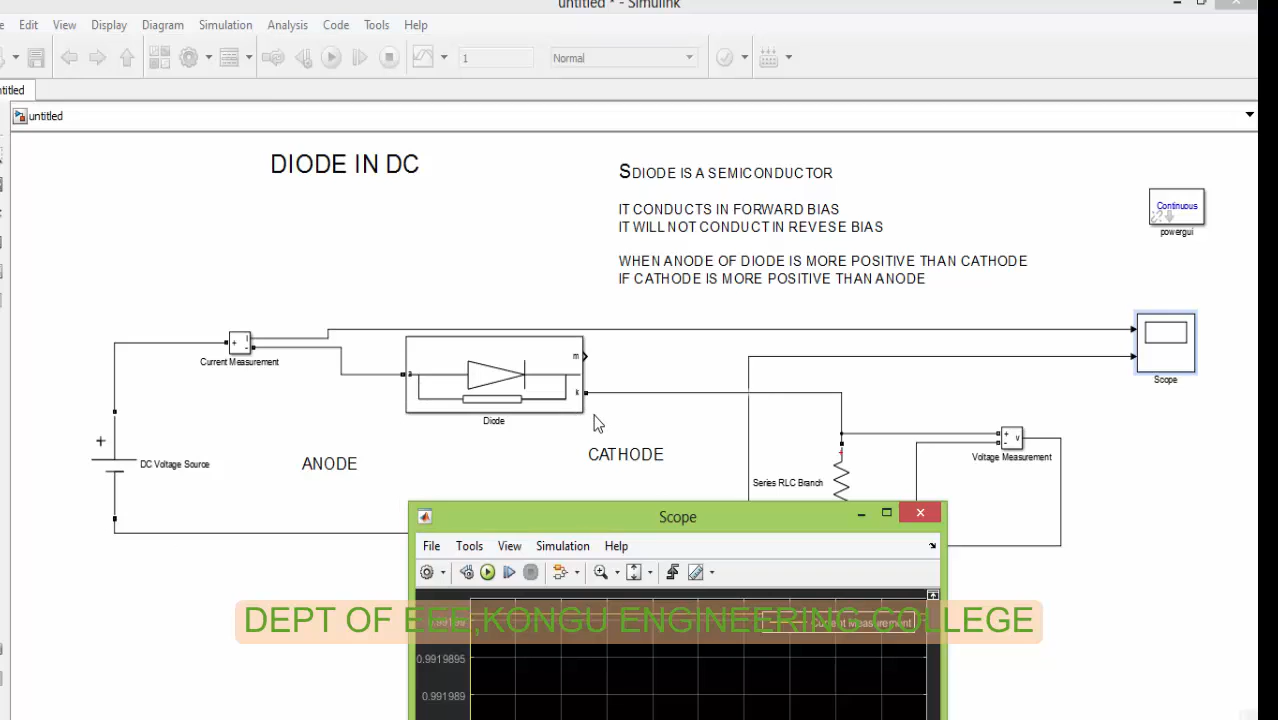 untitled * - Simulink
Edit View Display Diagram Simulation Analysis Code Tools Help
1 Normal
untitled
DIODE IN DC
SDIODE IS A SEMICONDUCTOR
IT CONDUCTS IN FORWARD BIAS
IT WILL NOT CONDUCT IN REVESE BIAS
WHEN ANODE OF DIODE IS MORE POSITIVE THAN CATHODE
IF CATHODE IS MORE POSITIVE THAN ANODE
Continuous
powergui
+ i
-
Current Measurement
m
a
k
Diode
Scope
+
DC Voltage Source
ANODE
CATHODE
+
+ v
-
Voltage Measurement
Series RLC Branch
Scope
File Tools View Simulation Help
DEPT OF EEE,KONGU ENGINEERING COLLEGE
Current Measurement
0.9919895
0.991989